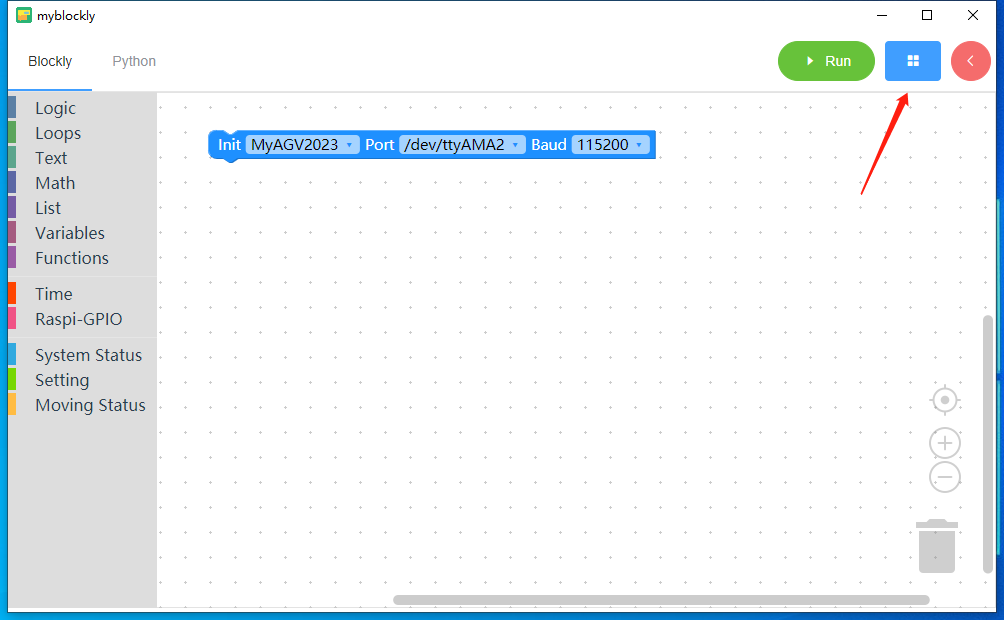 myblockly
Blockly Python Run
Logic
Loops
Text
Math
List
Variables
Functions
Time
Raspi-GPIO
System Status
Setting
Moving Status
Init MyAGV2023 Port /dev/ttyAMA2 Baud 115200